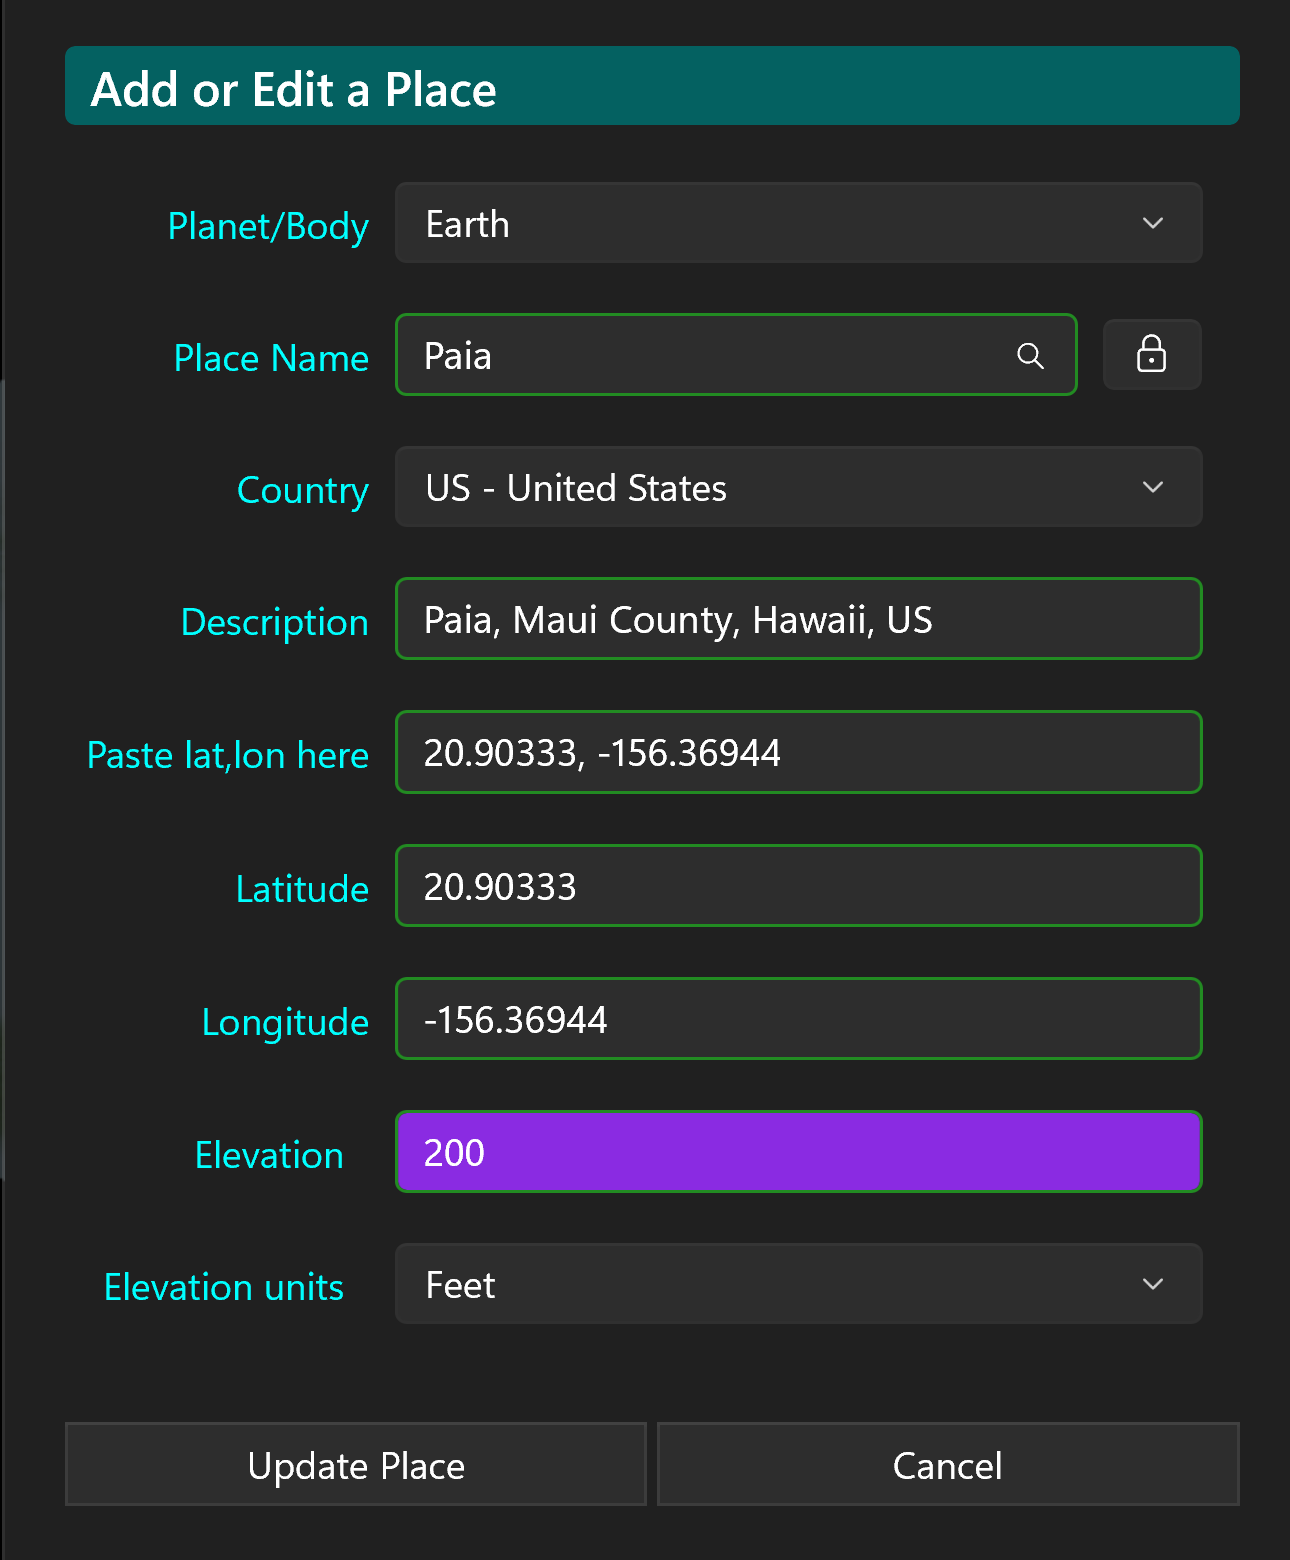 Add or Edit a Place
Planet/Body Earth
Place Name Paia
Country US - United States
Description Paia, Maui County, Hawaii, US
Paste lat,lon here 20.90333, -156.36944
Latitude 20.90333
Longitude -156.36944
Elevation 200
Elevation units Feet
Update Place Cancel